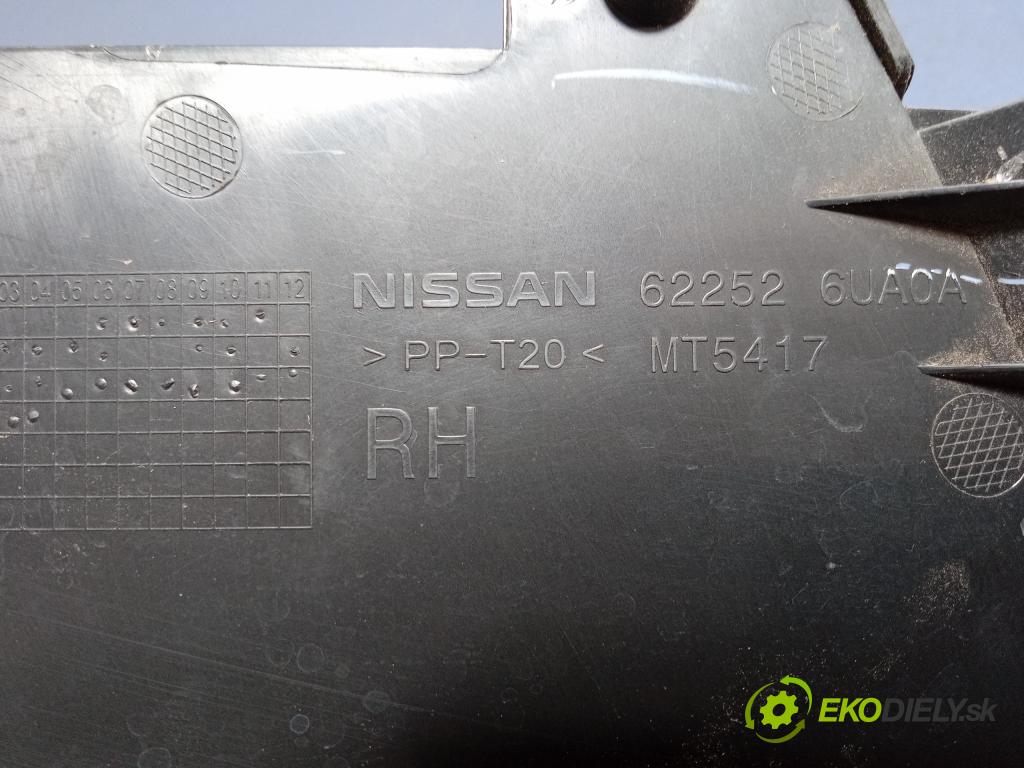 03 04 05 06 07 08 09 10 11 12
NISSAN 62252 6UA0A
>PP-T20< MT5417
RH
EKODIELY.sk